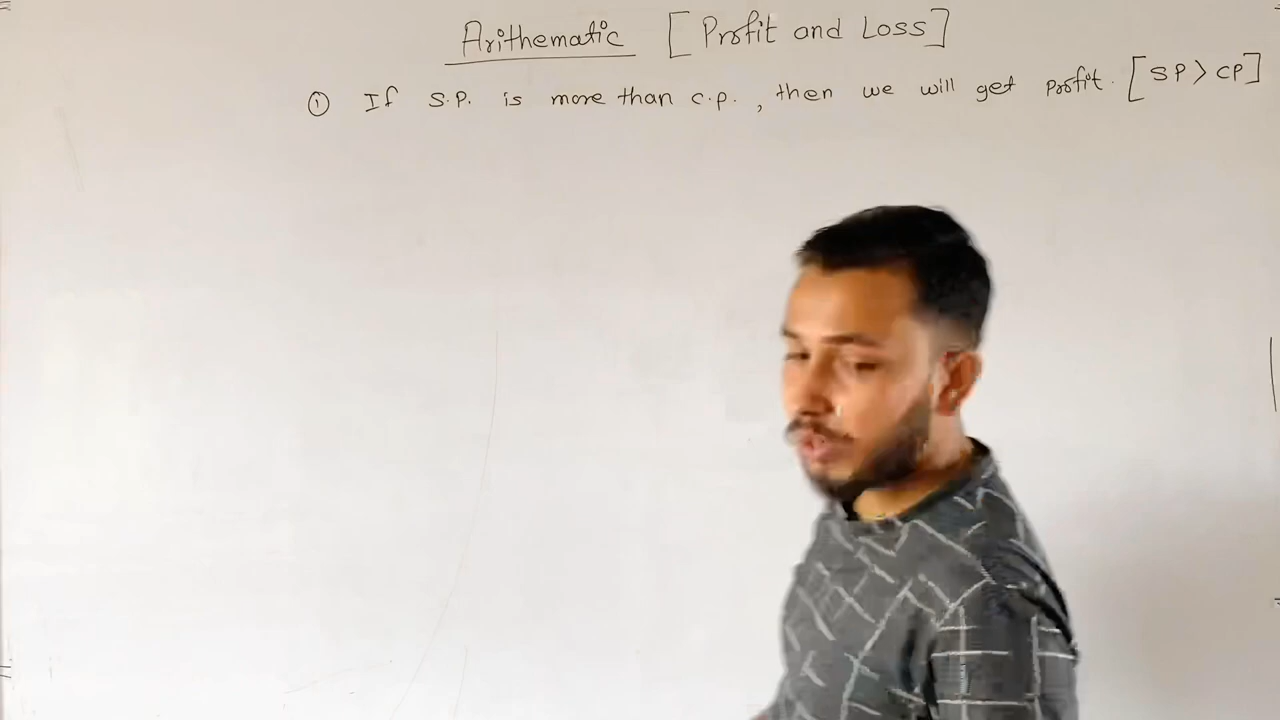 Arithematic [Profit and Loss]
① If S.P. is more than C.P., then we will get Profit. [SP > CP]